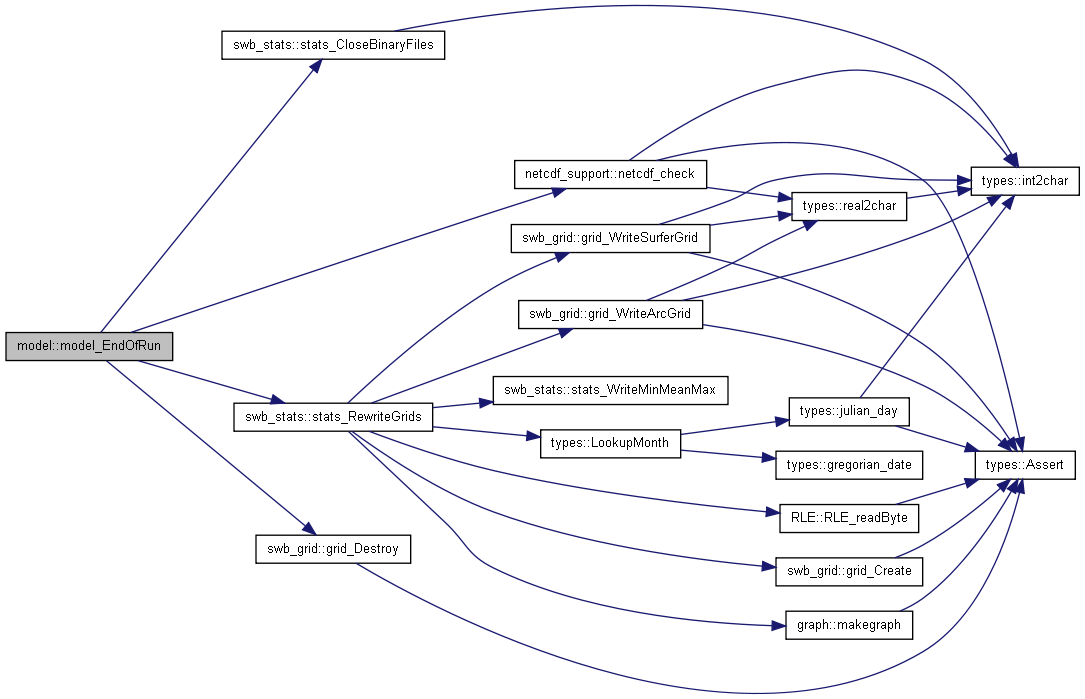 swb_stats::stats_CloseBinaryFiles
netcdf_support::netcdf_check
types::int2char
types::real2char
swb_grid::grid_WriteSurferGrid
swb_grid::grid_WriteArcGrid
model::model_EndOfRun
swb_stats::stats_WriteMinMeanMax
swb_stats::stats_RewriteGrids
types::julian_day
types::LookupMonth
types::gregorian_date
types::Assert
RLE::RLE_readByte
swb_grid::grid_Destroy
swb_grid::grid_Create
graph::makegraph